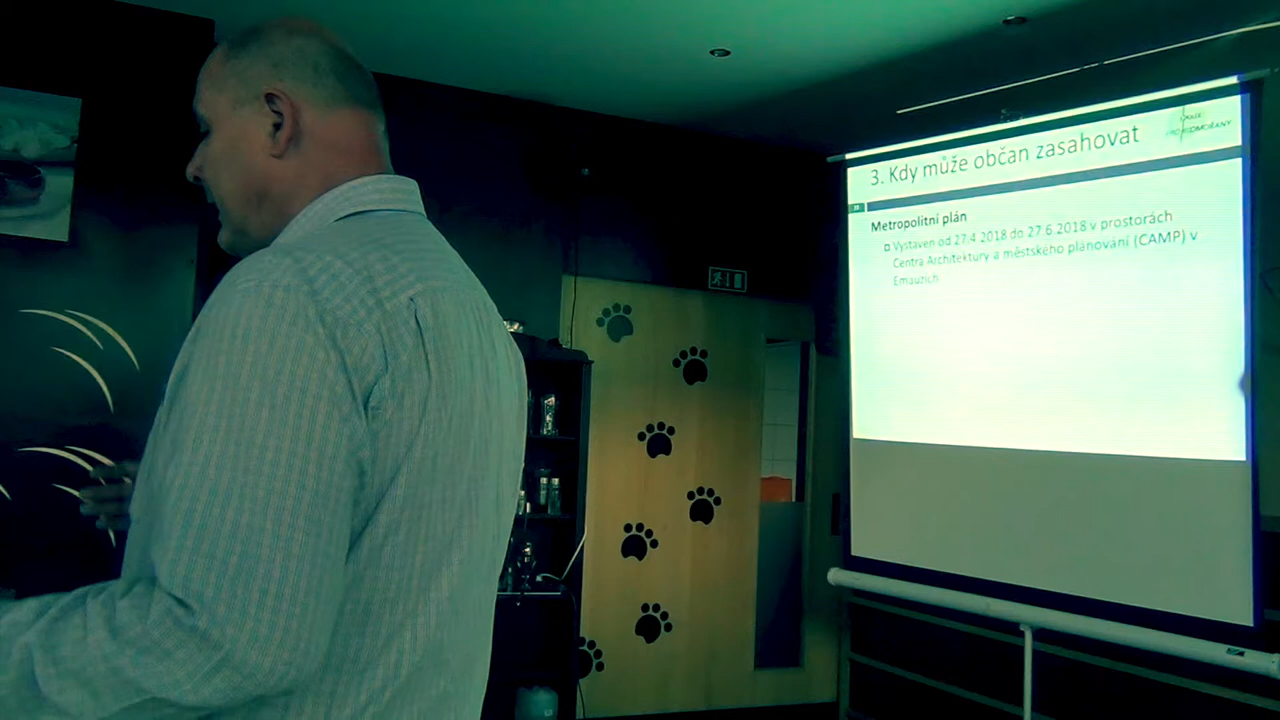 3. Kdy může občan zasahovat
Metropolitní plán
Vystaven od 27.4.2018 do 27.6.2018 v prostorách
Centra Architektury a městského plánování (CAMP) v
Emauzích